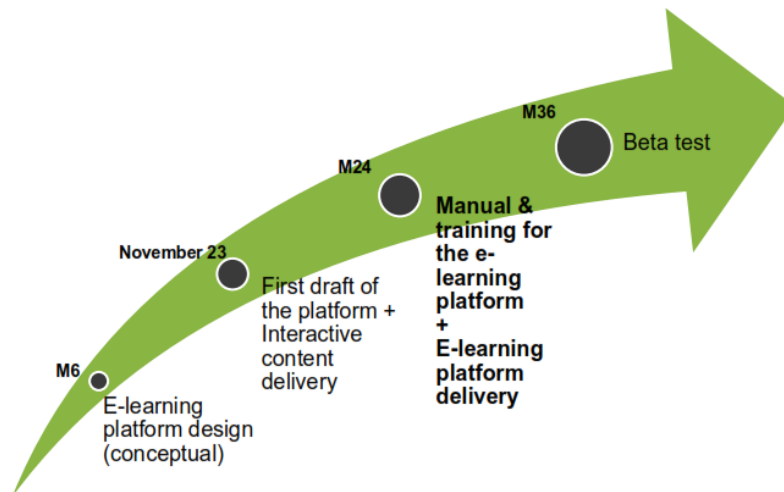 M6
E-learning
platform design
(conceptual)
November 23
First draft of
the platform +
Interactive
content
delivery
M24
Manual &
training for
the e-
learning
platform
+
E-learning
platform
delivery
M36
Beta test